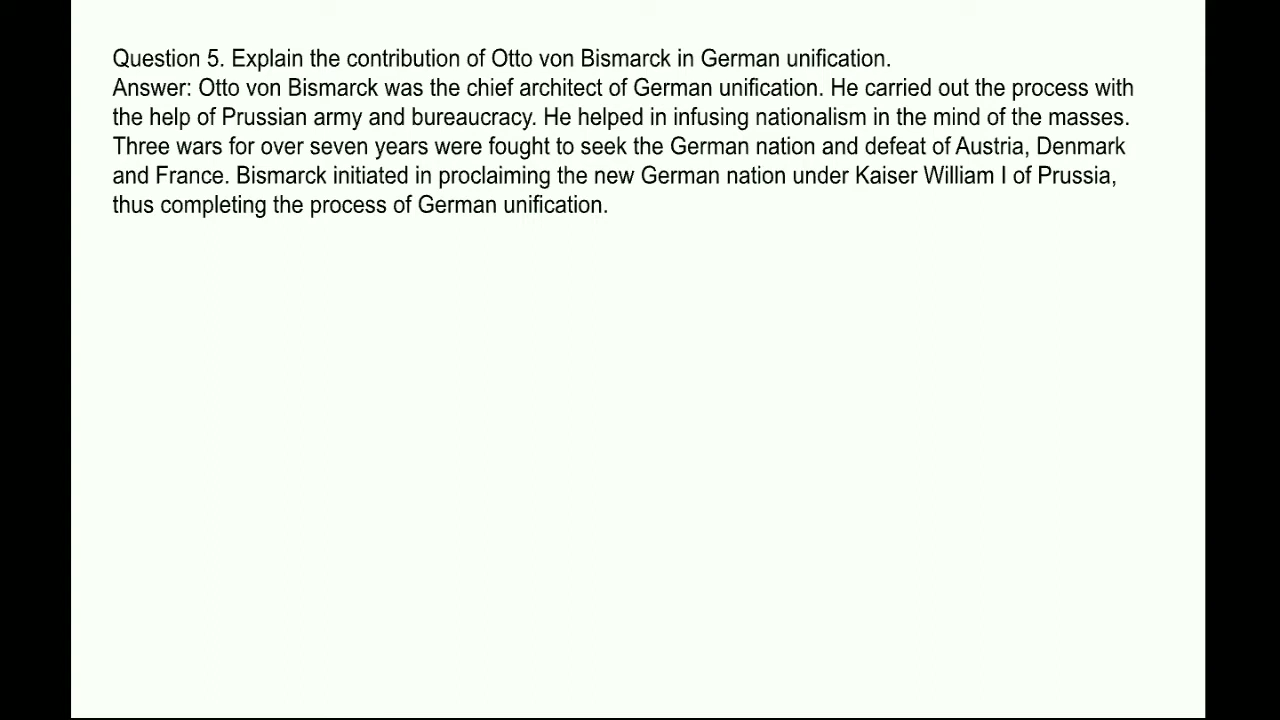 Question 5. Explain the contribution of Otto von Bismarck in German unification.
Answer: Otto von Bismarck was the chief architect of German unification. He carried out the process with
the help of Prussian army and bureaucracy. He helped in infusing nationalism in the mind of the masses.
Three wars for over seven years were fought to seek the German nation and defeat of Austria, Denmark
and France. Bismarck initiated in proclaiming the new German nation under Kaiser William I of Prussia,
thus completing the process of German unification.